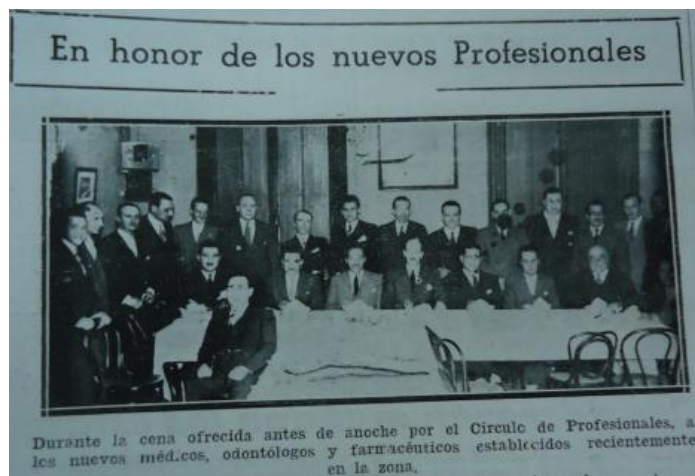 En honor de los nuevos Profesionales
Durante la cena ofrecida antes de anoche por el Circulo de Profesionales, a
los nuevos médicos, odontólogos y farmacéuticos establecidos recientemente
en la zona.